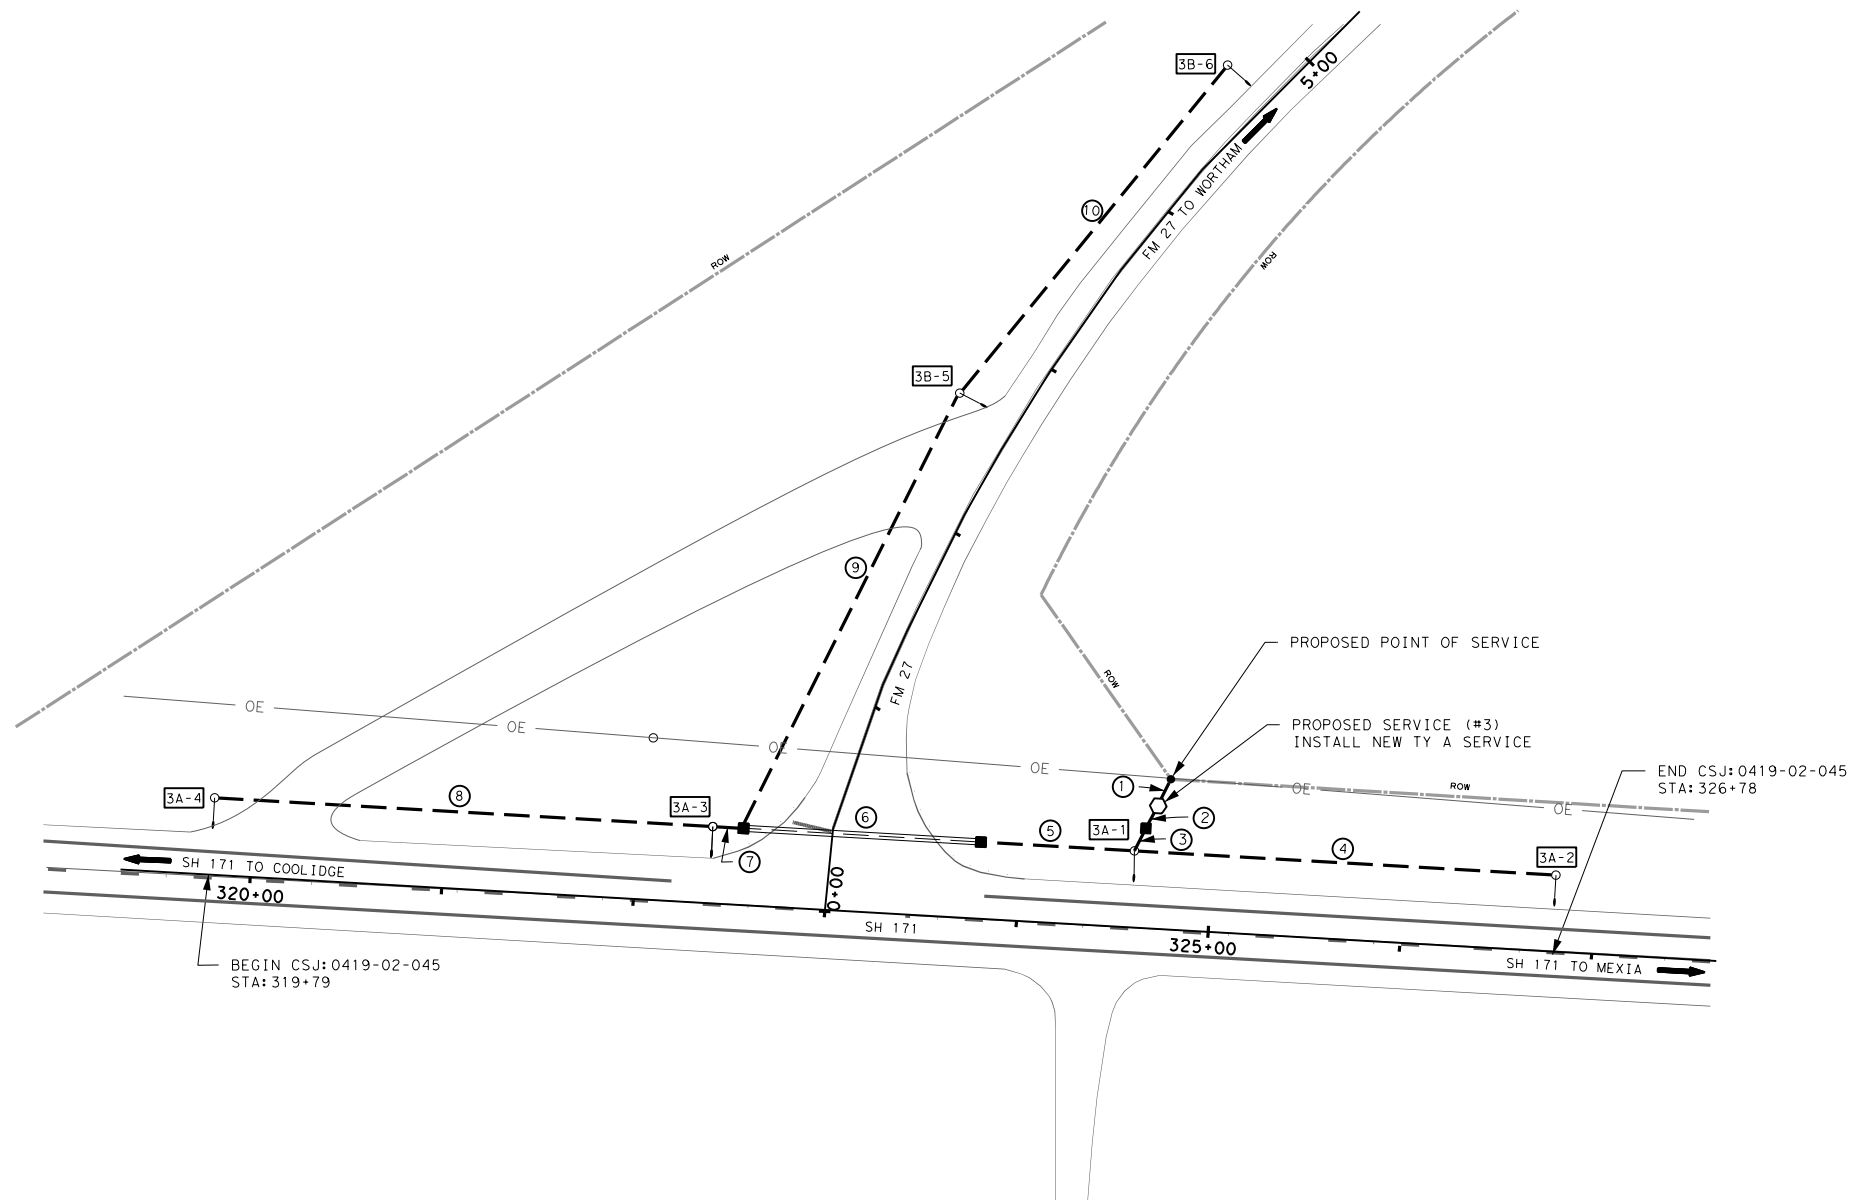 3B-6
5+00
FM 27 TO WORTHAM
10
ROW
ROW
3B-5
9
PROPOSED POINT OF SERVICE
ROW
FM 27
OE
OE
OE
OE
PROPOSED SERVICE (#3)
INSTALL NEW TY A SERVICE
END CSJ:0419-02-045
STA:326+78
1
OE
ROW
OE
3A-4
8
3A-3
6
5
3A-1
2
3
4
3A-2
7
SH 171 TO COOLIDGE
320+00
0+00
SH 171
325+00
SH 171 TO MEXIA
BEGIN CSJ:0419-02-045
STA:319+79